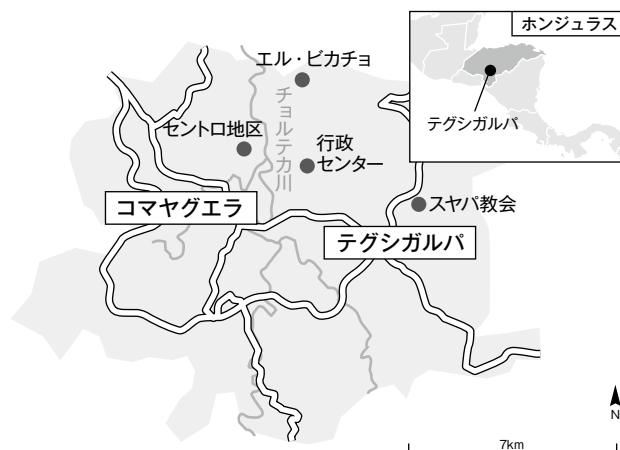 ホンジュラス
テグシガルパ
エル・ピカチョ
チョルテカ川
セントロ地区
行政
センター
コマヤグエラ
スヤパ教会
テグシガルパ
N
7km